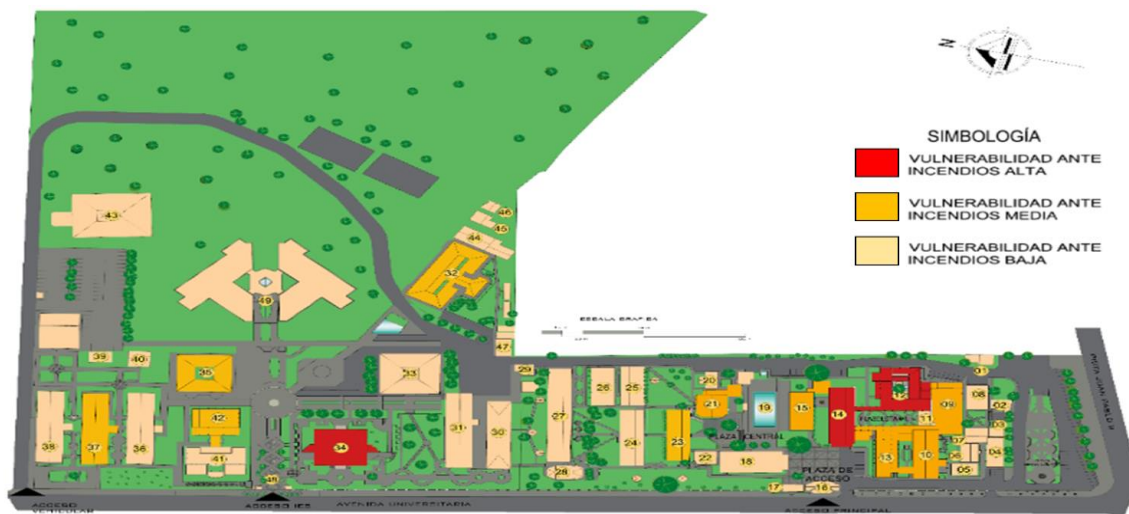 N
SIMBOLOGÍA
VULNERABILIDAD ANTE
INCENDIOS ALTA
VULNERABILIDAD ANTE
INCENDIOS MEDIA
VULNERABILIDAD ANTE
INCENDIOS BAJA
43
46
45
44
32
49
ESCALA GRAFICA
47
39
40
35
33
29
01
20
12
08
26
25
21
19
15
14
11
09
02
03
38
37
36
42
41
34
31
30
27
24
23
PLAZA CENTRAL
22
18
13
10
07
06
05
04
28
48
17
16
PLAZA DE
ACCESO
ACCESO
VEHICULAR
ACCESO IES
AVENIDA UNIVERSITARIA
ACCESO PRINCIPAL